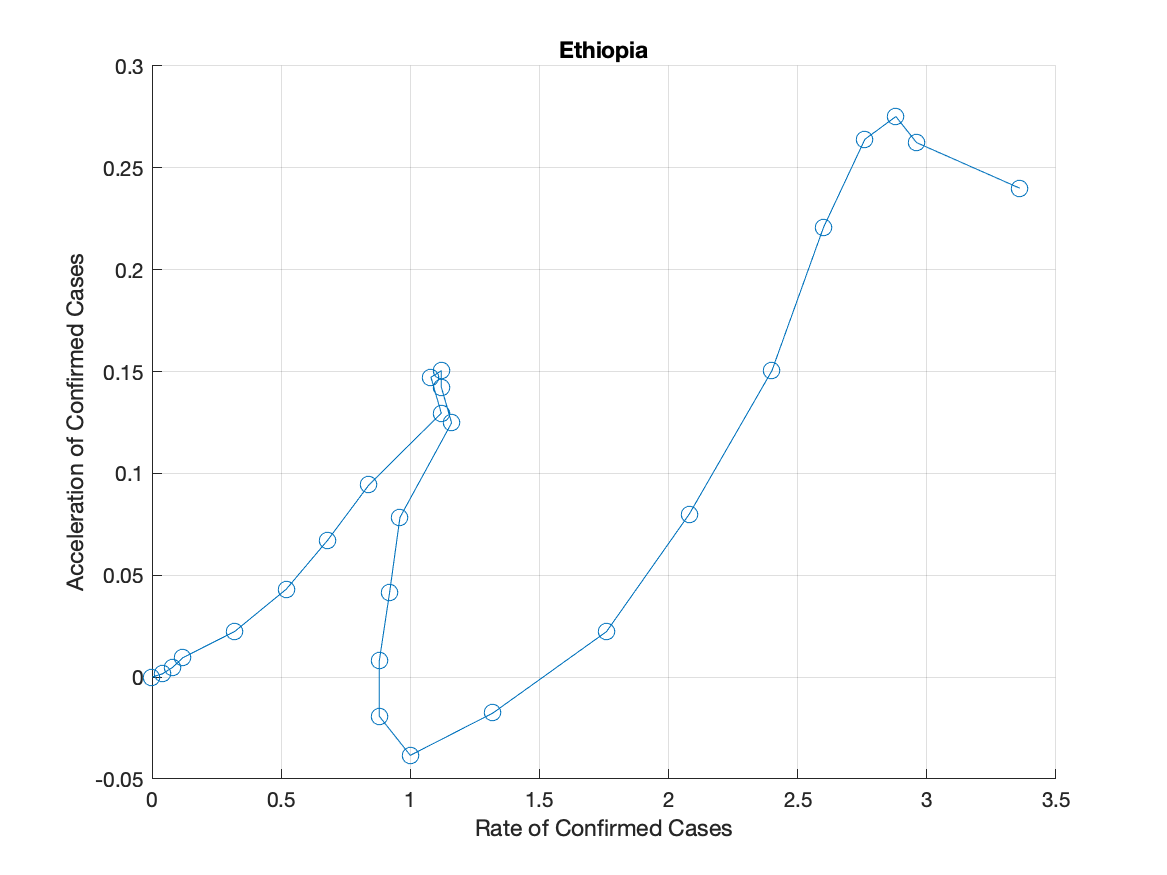 Ethiopia
0.3
0.25
0.2
0.15
0.1
0.05
0
-0.05
0 0.5 1 1.5 2 2.5 3 3.5
Rate of Confirmed Cases
Acceleration of Confirmed Cases